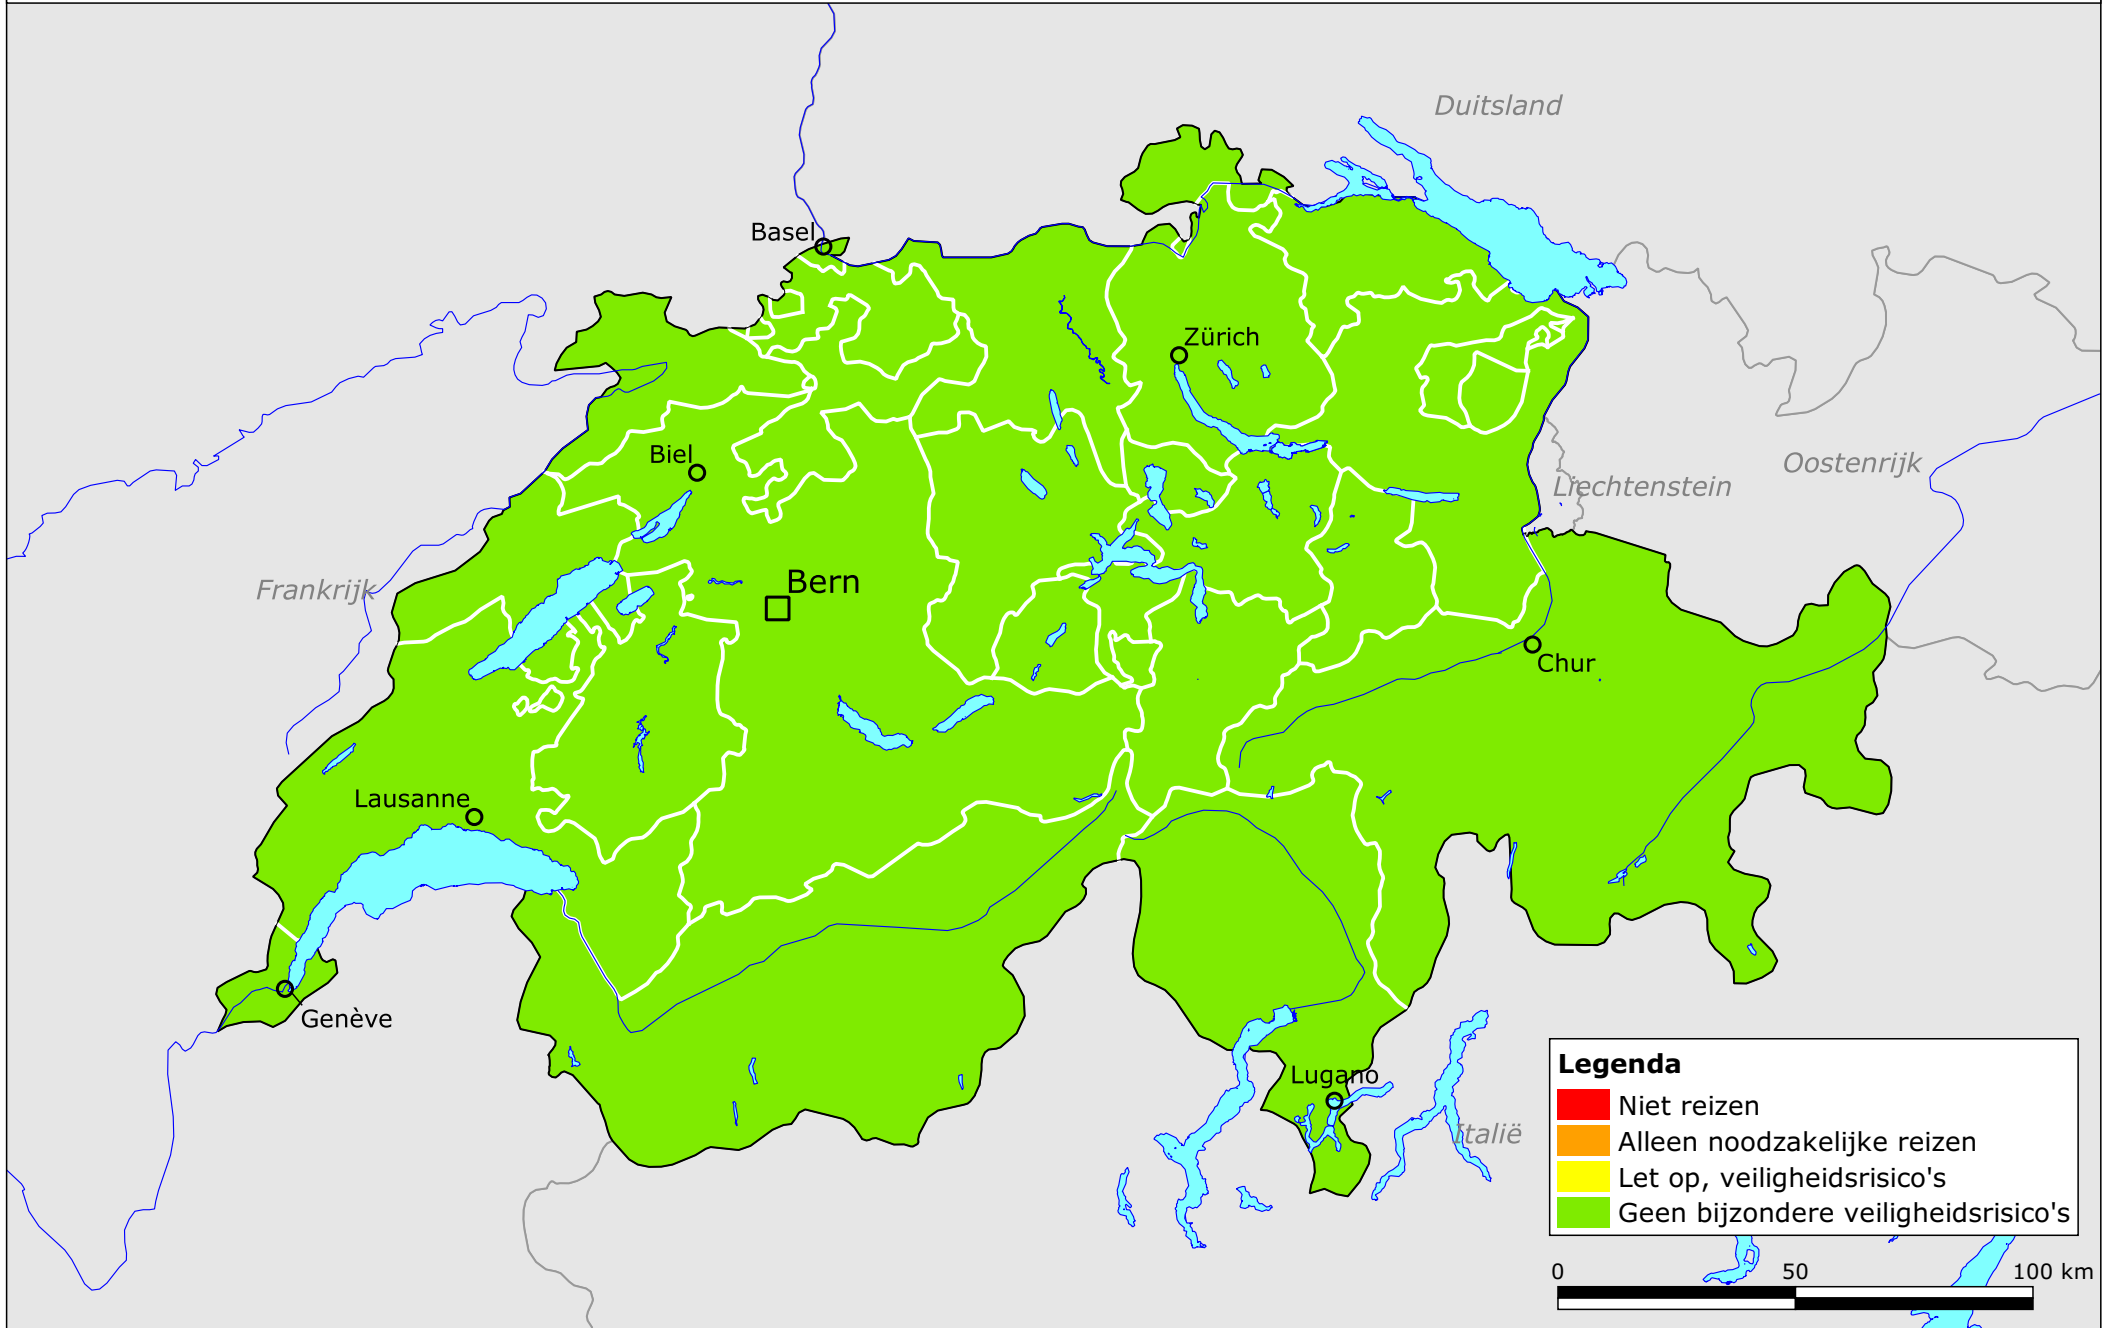 Duitsland
Basel
Zürich
Biel
Oostenrijk
Liechtenstein
Bern
Frankrijk
Chur
Lausanne
Genève
Lugano
Italië
Legenda
Niet reizen
Alleen noodzakelijke reizen
Let op, veiligheidsrisico's
Geen bijzondere veiligheidsrisico's
0 50 100 km